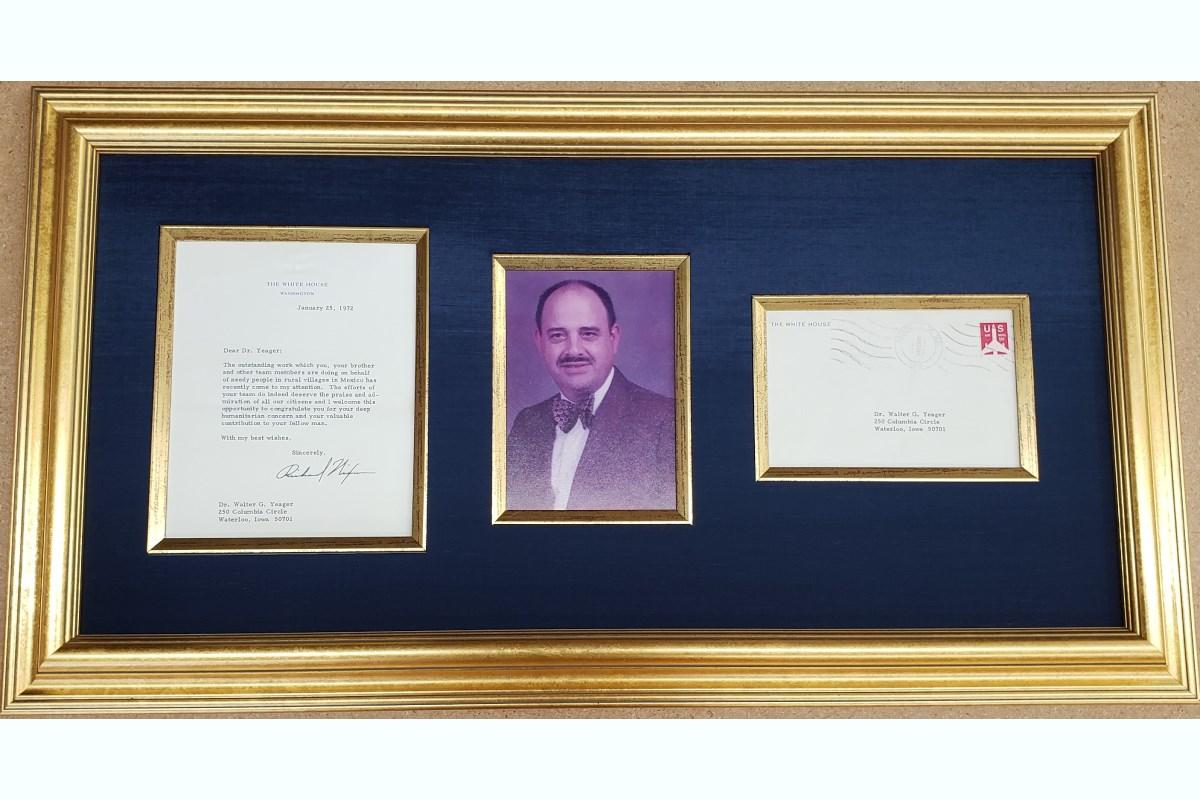 THE WHITE HOUSE
WASHINGTON
January 25, 1972
Dear Dr. Yeager:
The outstanding work which you, your brother
and other team members are doing on behalf
of needy people in rural villages in Mexico has
recently come to my attention. The efforts of
your team do indeed deserve the praise and ad-
miration of all our citizens and I welcome this
opportunity to congratulate you for your deep
humanitarian concern and your valuable
contribution to your fellow man.
With my best wishes,
Sincerely,
Richard Nixon
Dr. Walter G. Yeager
250 Columbia Circle
Waterloo, Iowa 50701
THE WHITE HOUSE
US
Dr. Walter G. Yeager
250 Columbia Circle
Waterloo, Iowa 50701